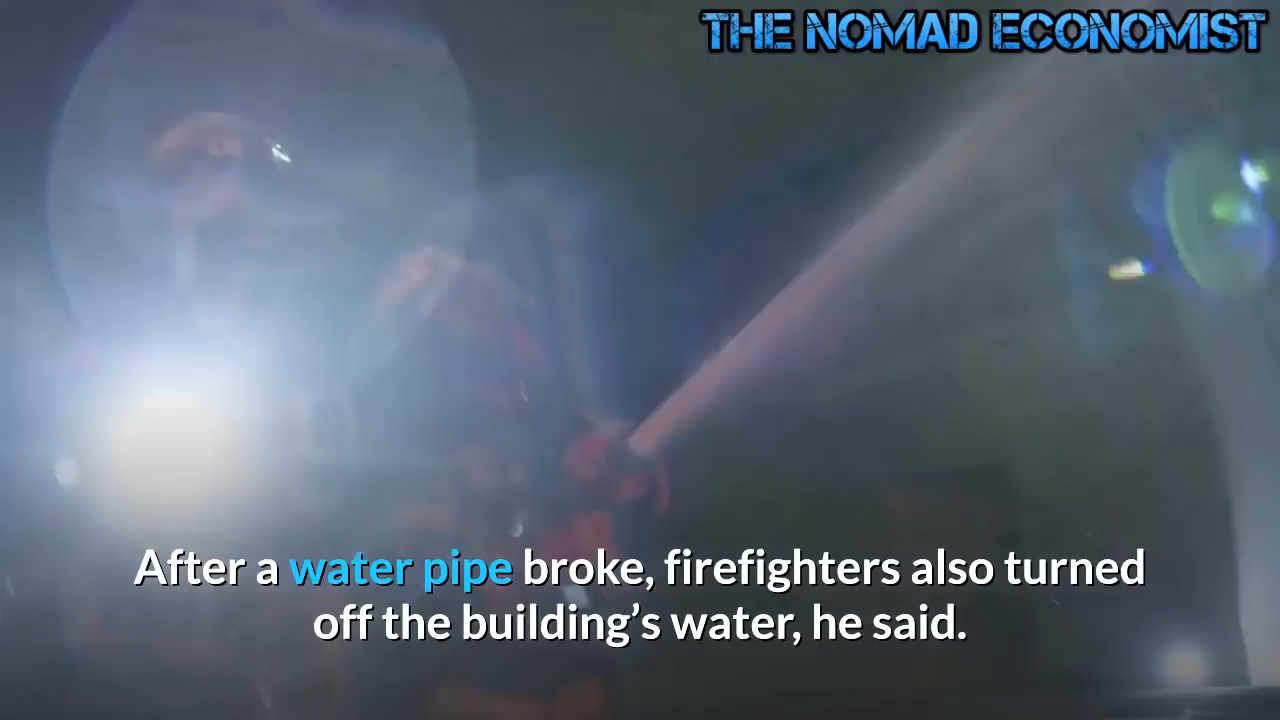 THE NOMAD ECONOMIST
After a water pipe broke, firefighters also turned
off the building’s water, he said.